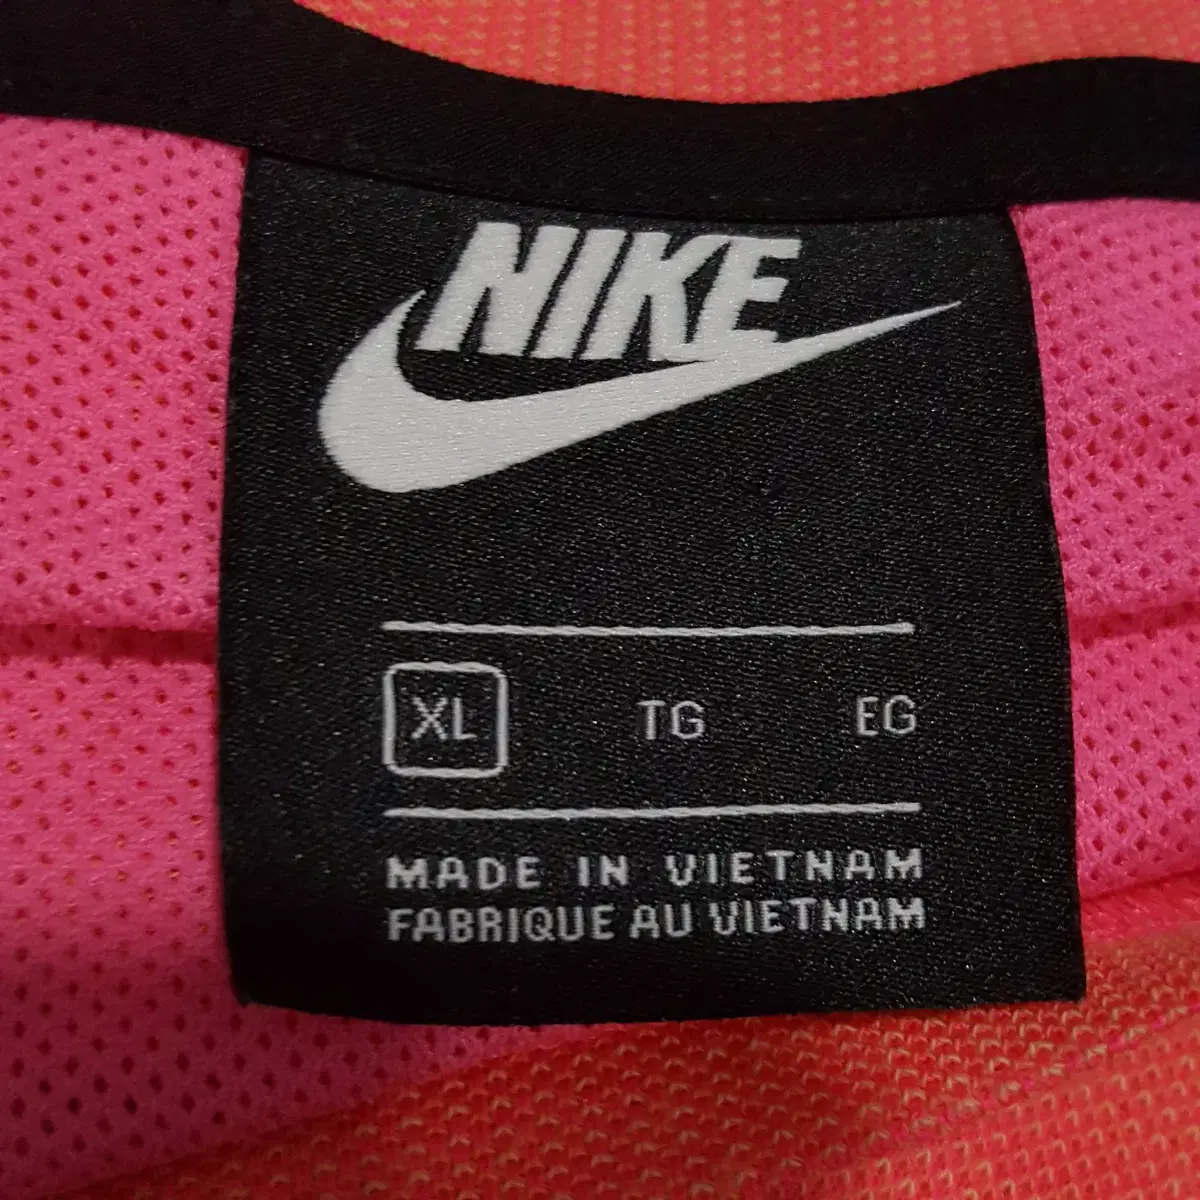 NIKE
XL TG EG
MADE IN VIETNAM
FABRIQUE AU VIETNAM